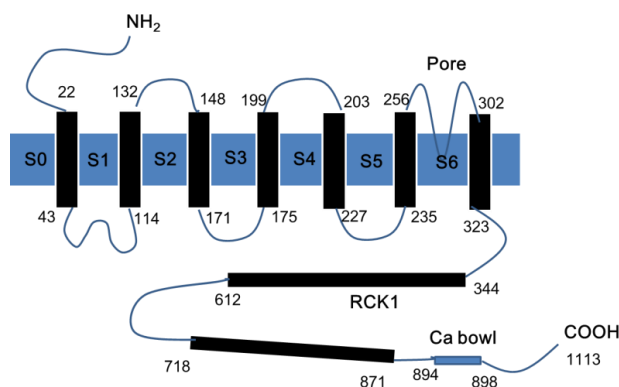 NH2
Pore
22 132 148 199 203 256 302
S0 S1 S2 S3 S4 S5 S6
43 114 171 175 227 235 323
612 RCK1 344
Ca bowl COOH
718 871 894 898 1113